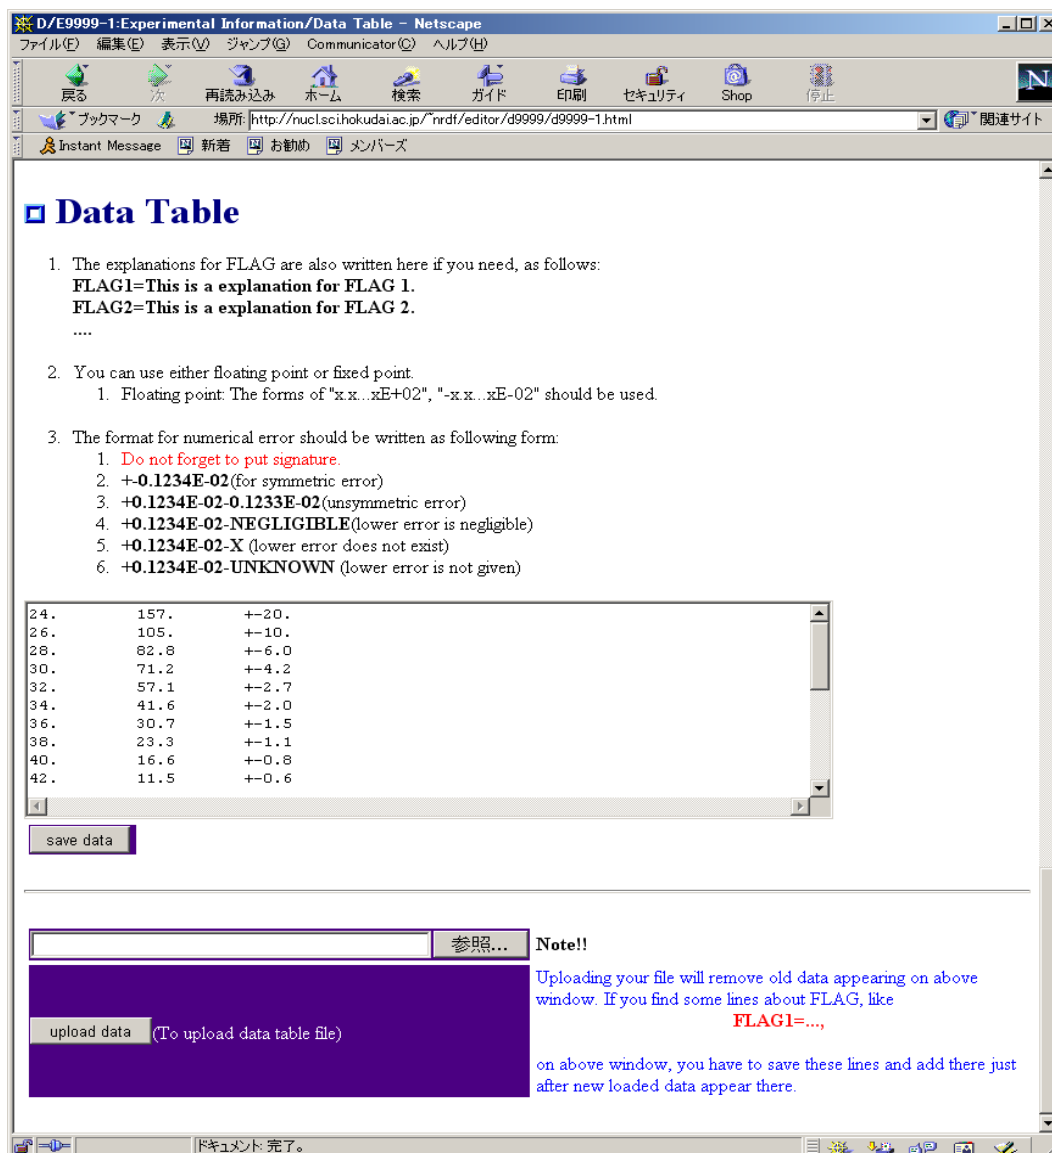 D/E9999-1:Experimental Information/Data Table - Netscape
ファイル(F) 編集(E) 表示(V) ジャンプ(G) Communicator(C) ヘルプ(H)
戻る 次 再読み込み ホーム 検索 ガイド 印刷 セキュリティ Shop 停止
N
ブックマーク 場所: http://nucl.sci.hokudai.ac.jp/~nrdf/editor/d9999/d9999-1.html 関連サイト
Instant Message 新着 お勧め メンバーズ
Data Table
1. The explanations for FLAG are also written here if you need, as follows:
FLAG1=This is a explanation for FLAG 1.
FLAG2=This is a explanation for FLAG 2.
....
2. You can use either floating point or fixed point.
1. Floating point: The forms of "x.x...xE+02", "-x.x...xE-02" should be used.
3. The format for numerical error should be written as following form:
1. Do not forget to put signature.
2. +-0.1234E-02(for symmetric error)
3. +0.1234E-02-0.1233E-02(unsymmetric error)
4. +0.1234E-02-NEGLIGIBLE(lower error is negligible)
5. +0.1234E-02-X (lower error does not exist)
6. +0.1234E-02-UNKNOWN (lower error is not given)
24. 157. +-20.
26. 105. +-10.
28. 82.8 +-6.0
30. 71.2 +-4.2
32. 57.1 +-2.7
34. 41.6 +-2.0
36. 30.7 +-1.5
38. 23.3 +-1.1
40. 16.6 +-0.8
42. 11.5 +-0.6
save data
参照... Note!!
Uploading your file will remove old data appearing on above
window. If you find some lines about FLAG, like
FLAG1=...,
upload data (To upload data table file)
on above window, you have to save these lines and add there just
after new loaded data appear there.
ドキュメント: 完了。